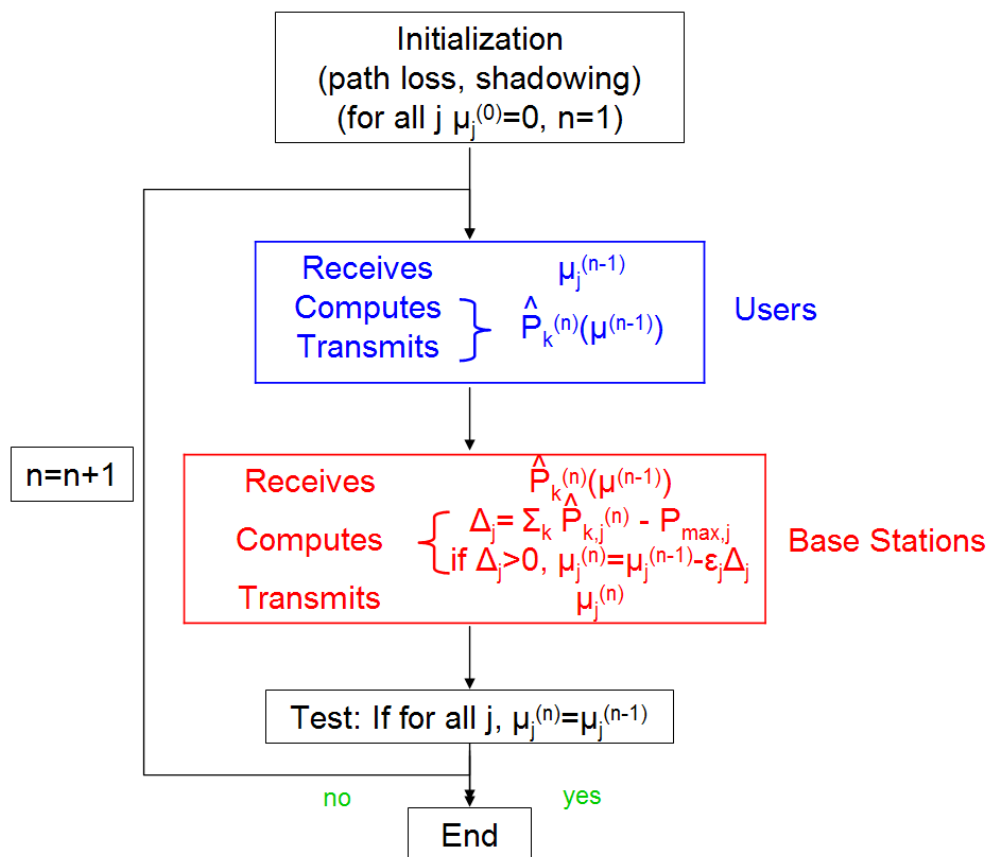 Initialization
(path loss, shadowing)
(for all j μⱼ⁽⁰⁾=0, n=1)
Receives μⱼ⁽ⁿ⁻¹⁾
Computes
Transmits
P̂ₖ⁽ⁿ⁾(μ⁽ⁿ⁻¹⁾)
Users
n=n+1
Receives P̂ₖ⁽ⁿ⁾(μ⁽ⁿ⁻¹⁾)
Computes
Δⱼ= Σₖ P̂ₖ,ⱼ⁽ⁿ⁾ - Pₘₐₓ,ⱼ
if Δⱼ>0, μⱼ⁽ⁿ⁾=μⱼ⁽ⁿ⁻¹⁾-εⱼΔⱼ
Transmits μⱼ⁽ⁿ⁾
Base Stations
Test: If for all j, μⱼ⁽ⁿ⁾=μⱼ⁽ⁿ⁻¹⁾
no yes
End